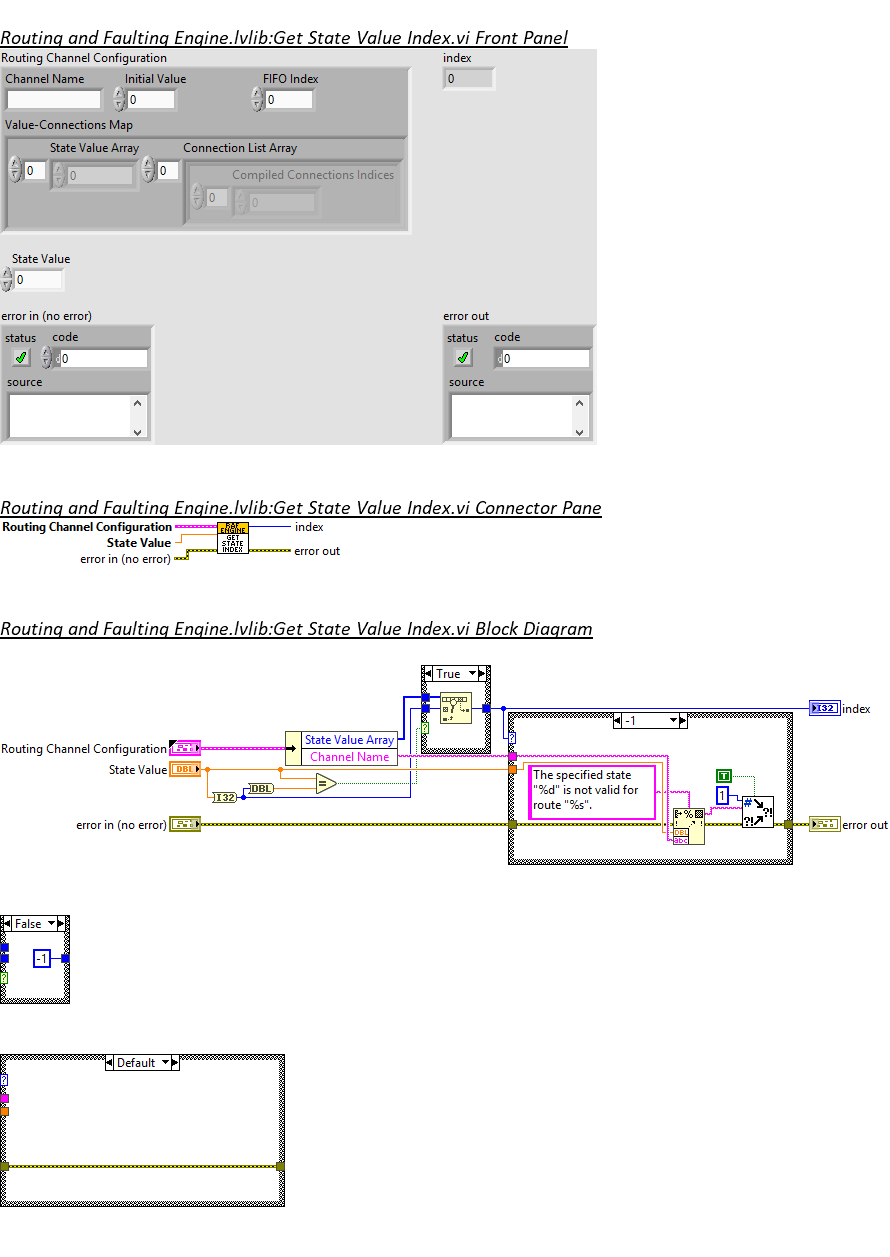 Routing and Faulting Engine.lvlib:Get State Value Index.vi Front Panel
Routing Channel Configuration
index
Channel Name
Initial Value
FIFO Index
0
0
0
Value-Connections Map
State Value Array
Connection List Array
0
0
0
Compiled Connections Indices
0
0
State Value
0
error in (no error)
error out
status
code
status
code
d0
d0
source
source
Routing and Faulting Engine.lvlib:Get State Value Index.vi Connector Pane
Routing Channel Configuration
State Value
error in (no error)
RAF
ENGINE
GET
STATE
INDEX
index
error out
Routing and Faulting Engine.lvlib:Get State Value Index.vi Block Diagram
True
-1
I32
index
Routing Channel Configuration
State Value Array
Channel Name
State Value
DBL
I32
DBL
=
?
?
The specified state
"%d" is not valid for
route "%s".
T
1
%
DBL
abc
#
?!
?!
error in (no error)
error out
False
-1
?
Default
?